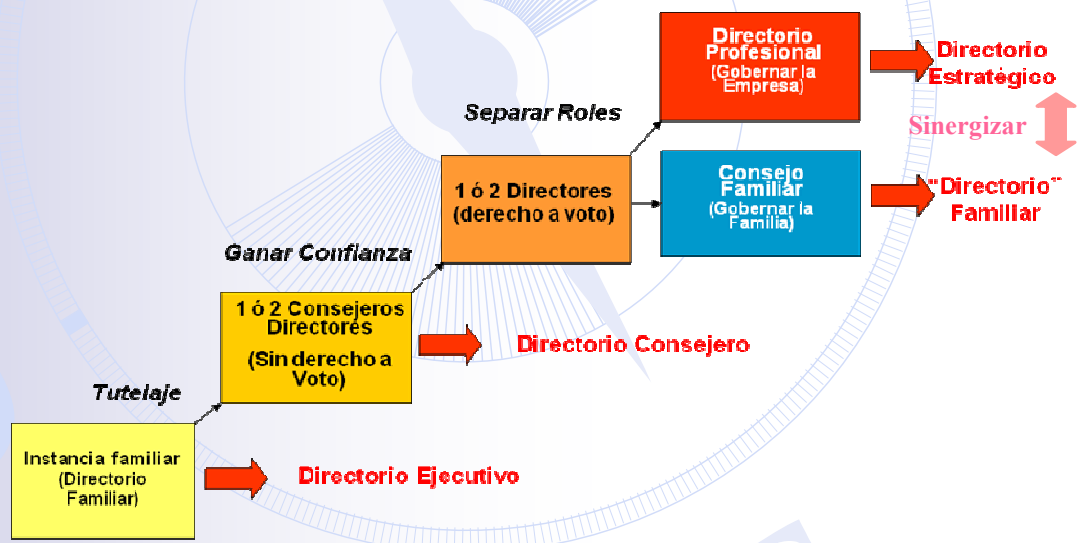 Directorio
Profesional
(Gobernar la
Empresa)
Directorio
Estratégico
Sinergizar
Separar Roles
1 ó 2 Directores
(derecho a voto)
Consejo
Familiar
(Gobernar la
Familia)
"Directorio"
Familiar
Ganar Confianza
1 ó 2 Consejeros
Directores
(Sin derecho a
Voto)
Directorio Consejero
Tutelaje
Instancia familiar
(Directorio
Familiar)
Directorio Ejecutivo